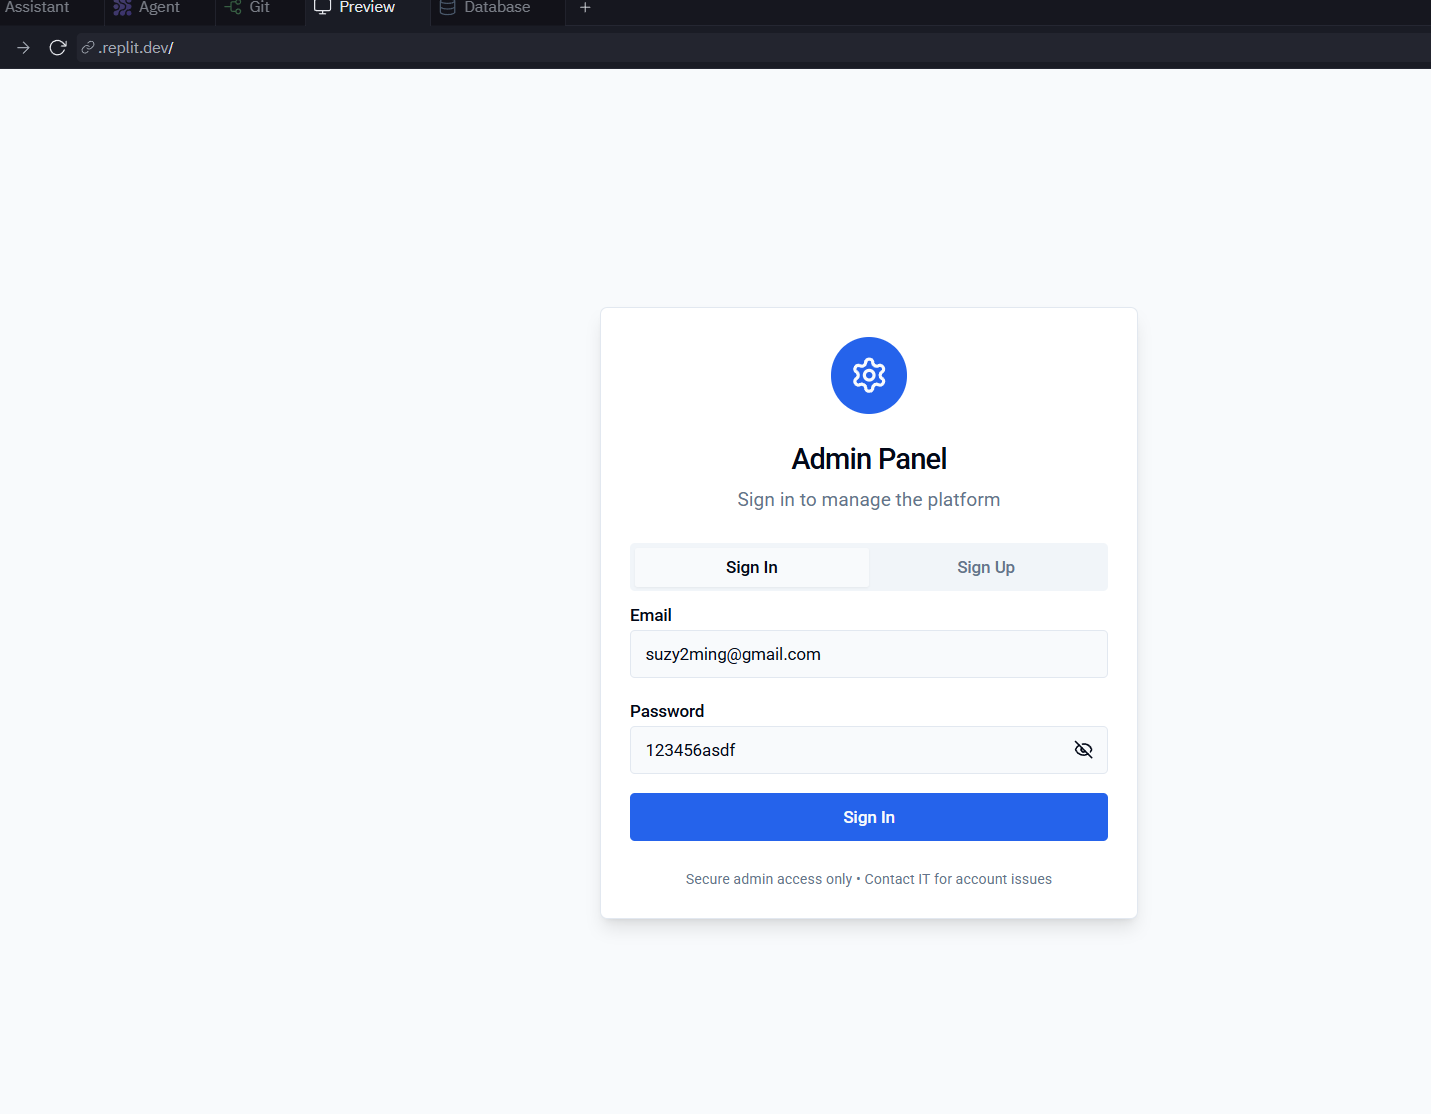 Assistant Agent Git Preview Database +
.replit.dev/
Admin Panel
Sign in to manage the platform
Sign In Sign Up
Email
suzy2ming@gmail.com
Password
123456asdf
Sign In
Secure admin access only • Contact IT for account issues